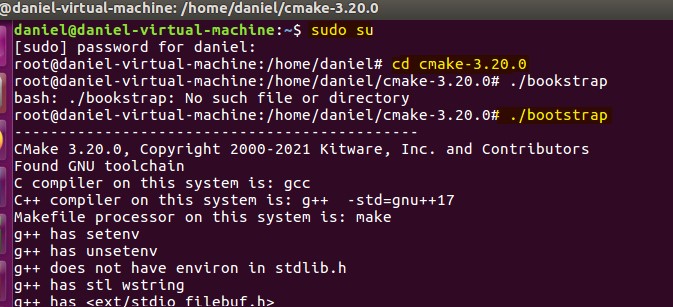 @daniel-virtual-machine: /home/daniel/cmake-3.20.0
daniel@daniel-virtual-machine:~$ sudo su
[sudo] password for daniel:
root@daniel-virtual-machine:/home/daniel# cd cmake-3.20.0
root@daniel-virtual-machine:/home/daniel/cmake-3.20.0# ./bookstrap
bash: ./bookstrap: No such file or directory
root@daniel-virtual-machine:/home/daniel/cmake-3.20.0# ./bootstrap
---------------------------------------------
CMake 3.20.0, Copyright 2000-2021 Kitware, Inc. and Contributors
Found GNU toolchain
C compiler on this system is: gcc
C++ compiler on this system is: g++  -std=gnu++17
Makefile processor on this system is: make
g++ has setenv
g++ has unsetenv
g++ does not have environ in stdlib.h
g++ has stl wstring
g++ has <ext/stdio_filebuf.h>